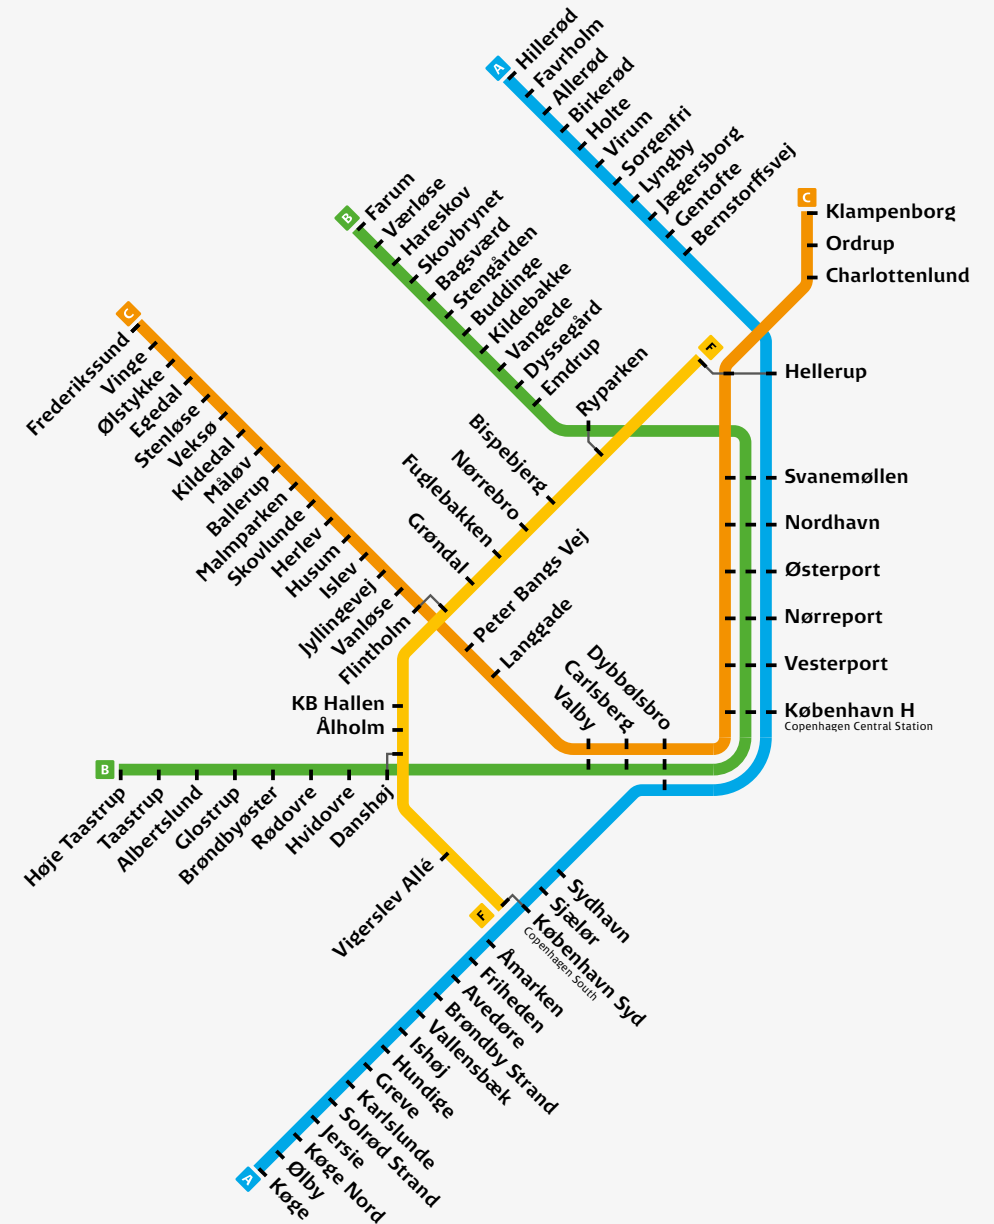 A
Hillerød
Favrholm
Allerød
Birkerød
Holte
Virum
Sorgenfri
Lyngby
Jægersborg
Gentofte
Bernstorffsvej
C
Klampenborg
Ordrup
Charlottenlund
B
Farum
Værløse
Hareskov
Skovbrynet
Bagsværd
Stengården
Buddinge
Kildebakke
Vangede
Dyssegård
Emdrup
Ryparken
C
Frederikssund
Vinge
Ølstykke
Egedal
Stenløse
Veksø
Kildedal
Måløv
Ballerup
Malmparken
Skovlunde
Herlev
Husum
Islev
Jyllingevej
Vanløse
Flintholm
Peter Bangs Vej
Langgade
Valby
Carlsberg
Dybbølsbro
F
Hellerup
Bispebjerg
Nørrebro
Fuglebakken
Grøndal
KB Hallen
Ålholm
Svanemøllen
Nordhavn
Østerport
Nørreport
Vesterport
København H
Copenhagen Central Station
B
Høje Taastrup
Taastrup
Albertslund
Glostrup
Brøndbyøster
Rødovre
Hvidovre
Danshøj
Vigerslev Allé
F
Sydhavn
Sjælør
København Syd
Copenhagen South
Åmarken
Friheden
Avedøre
Brøndby Strand
Vallensbæk
Ishøj
Hundige
Greve
Karlslunde
Solrød Strand
Jersie
Køge Nord
Ølby
Køge
A